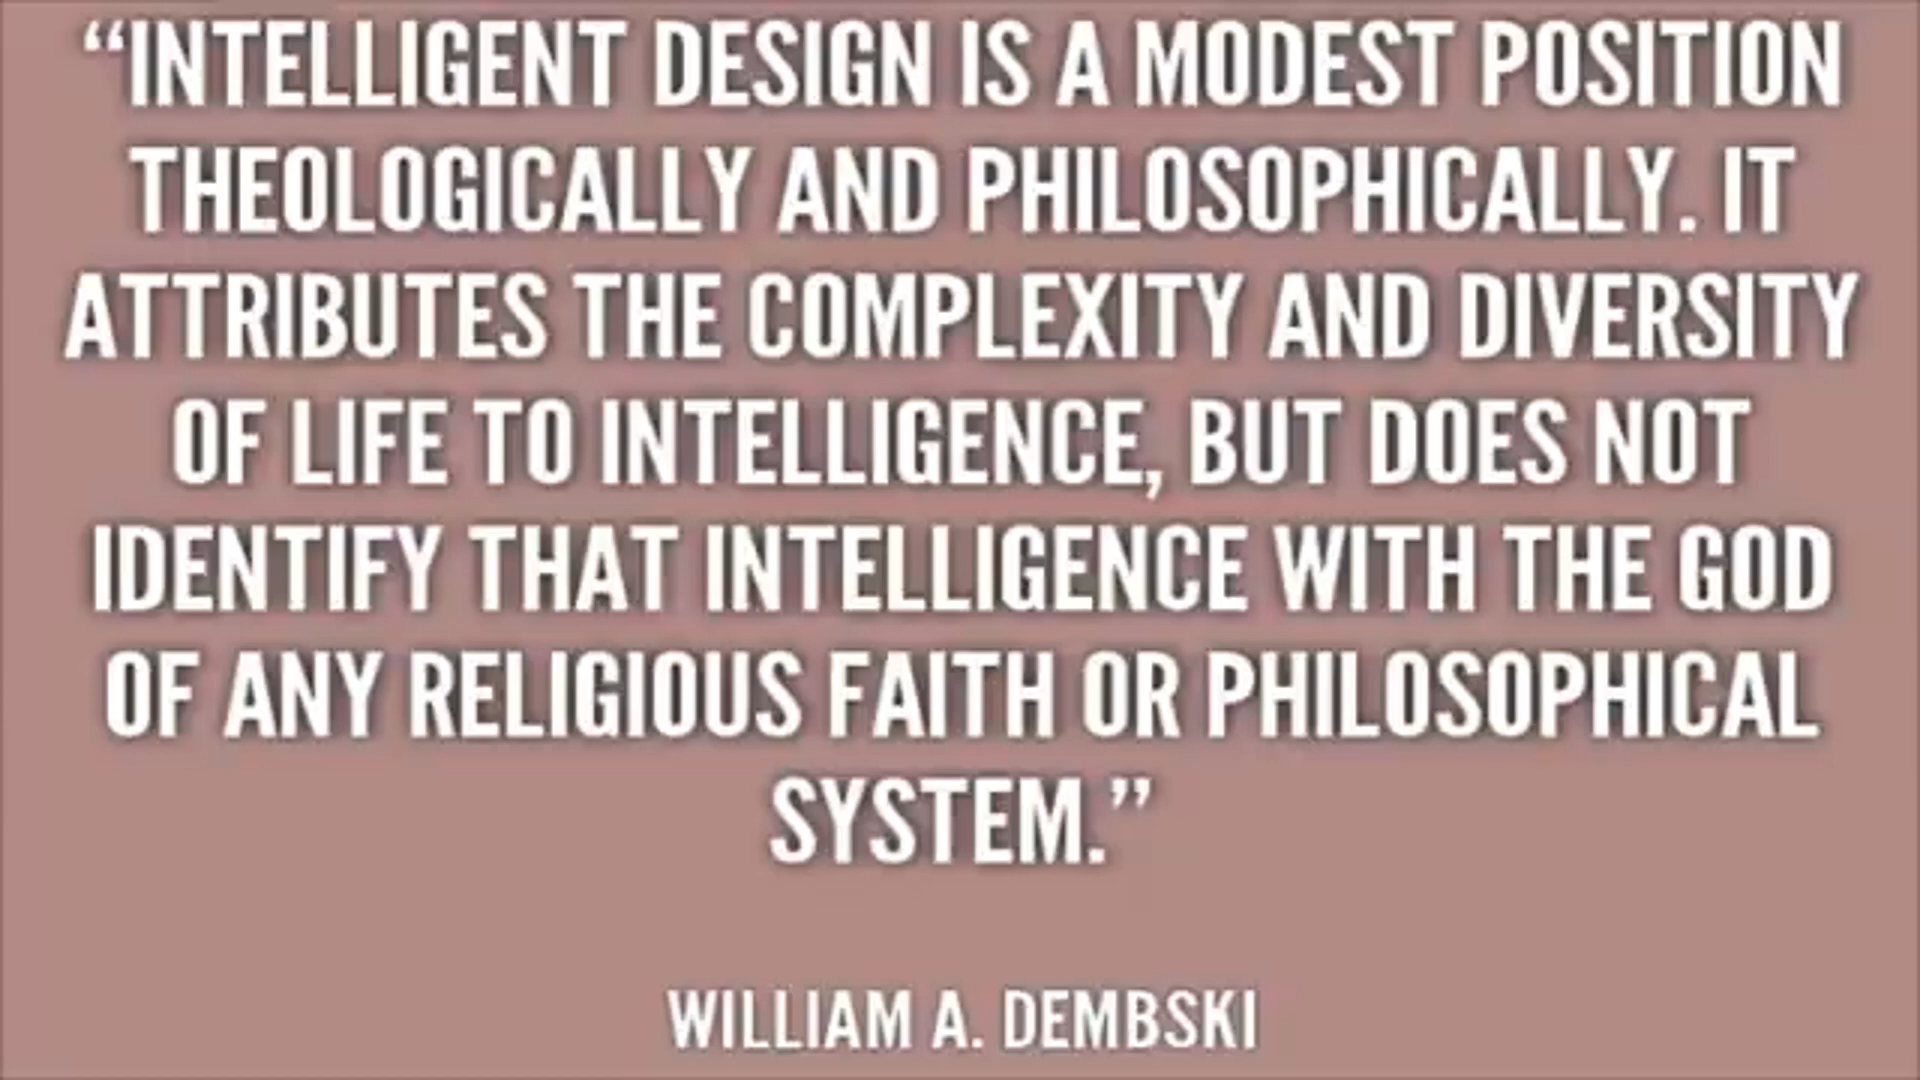 “INTELLIGENT DESIGN IS A MODEST POSITION
THEOLOGICALLY AND PHILOSOPHICALLY. IT
ATTRIBUTES THE COMPLEXITY AND DIVERSITY
OF LIFE TO INTELLIGENCE, BUT DOES NOT
IDENTIFY THAT INTELLIGENCE WITH THE GOD
OF ANY RELIGIOUS FAITH OR PHILOSOPHICAL
SYSTEM.”
WILLIAM A. DEMBSKI